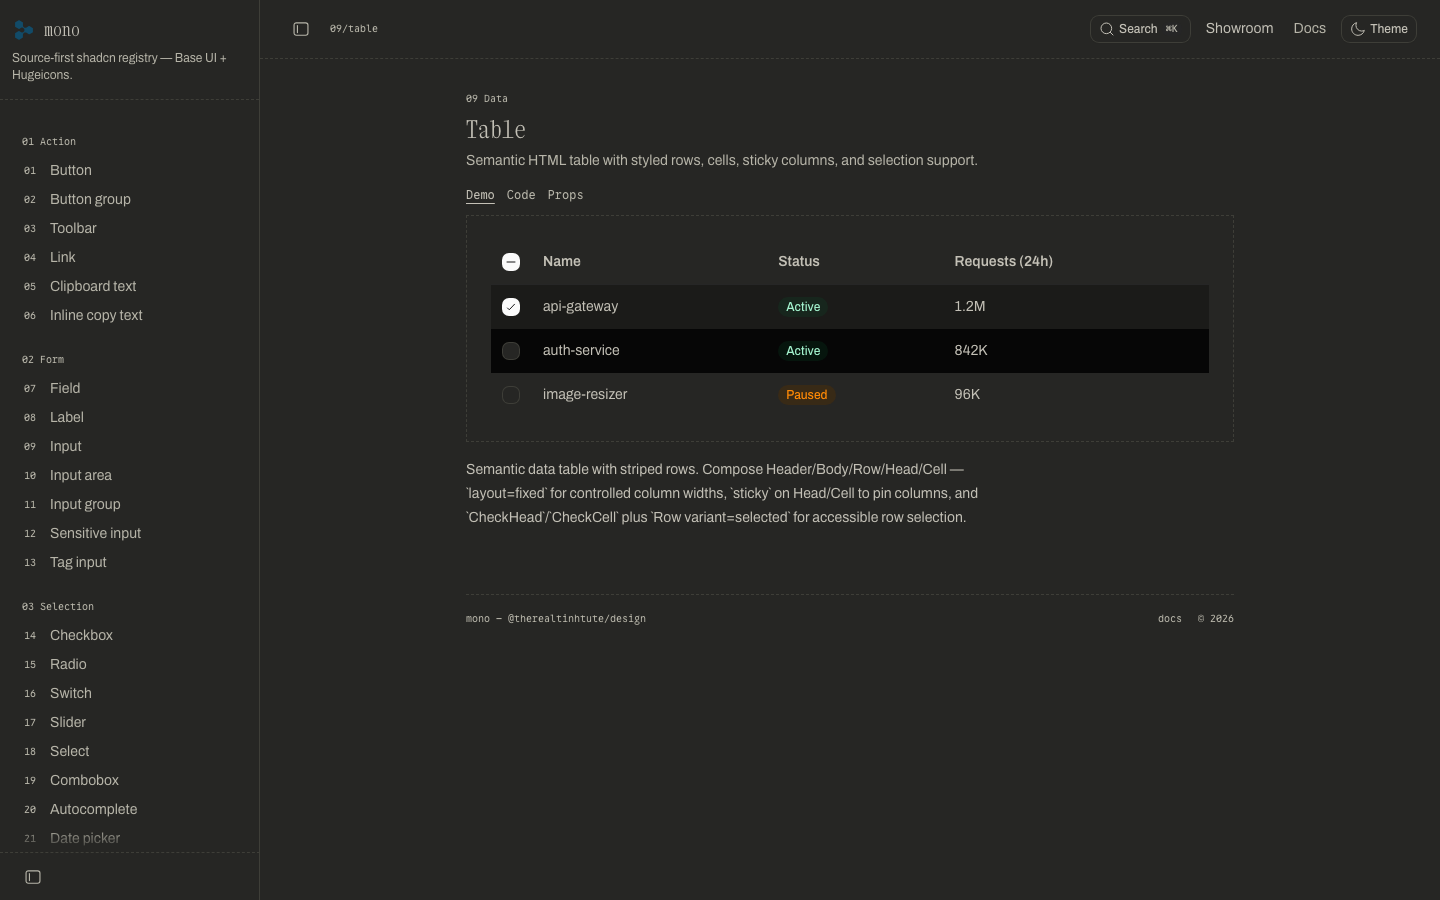 mono
Source-first shadcn registry — Base UI +
Hugeicons.
01 Action
01 Button
02 Button group
03 Toolbar
04 Link
05 Clipboard text
06 Inline copy text
02 Form
07 Field
08 Label
09 Input
10 Input area
11 Input group
12 Sensitive input
13 Tag input
03 Selection
14 Checkbox
15 Radio
16 Switch
17 Slider
18 Select
19 Combobox
20 Autocomplete
21 Date picker
09/table
Search ⌘K
Showroom
Docs
Theme
09 Data
Table
Semantic HTML table with styled rows, cells, sticky columns, and selection support.
Demo Code Props
Name Status Requests (24h)
api-gateway Active 1.2M
auth-service Active 842K
image-resizer Paused 96K
Semantic data table with striped rows. Compose Header/Body/Row/Head/Cell —
`layout=fixed` for controlled column widths, `sticky` on Head/Cell to pin columns, and
`CheckHead`/`CheckCell` plus `Row variant=selected` for accessible row selection.
mono — @therealtinhtute/design
docs © 2026